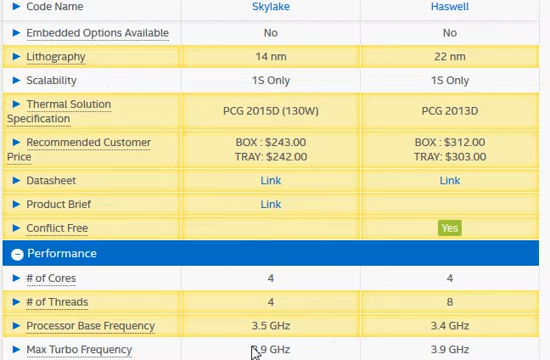 Code Name Skylake Haswell
Embedded Options Available No No
Lithography 14 nm 22 nm
Scalability 1S Only 1S Only
Thermal Solution
Specification PCG 2015D (130W) PCG 2013D
Recommended Customer BOX : $243.00 BOX : $312.00
Price TRAY: $242.00 TRAY: $303.00
Datasheet Link Link
Product Brief Link
Conflict Free Yes
Performance
# of Cores 4 4
# of Threads 4 8
Processor Base Frequency 3.5 GHz 3.4 GHz
Max Turbo Frequency 3.9 GHz 3.9 GHz